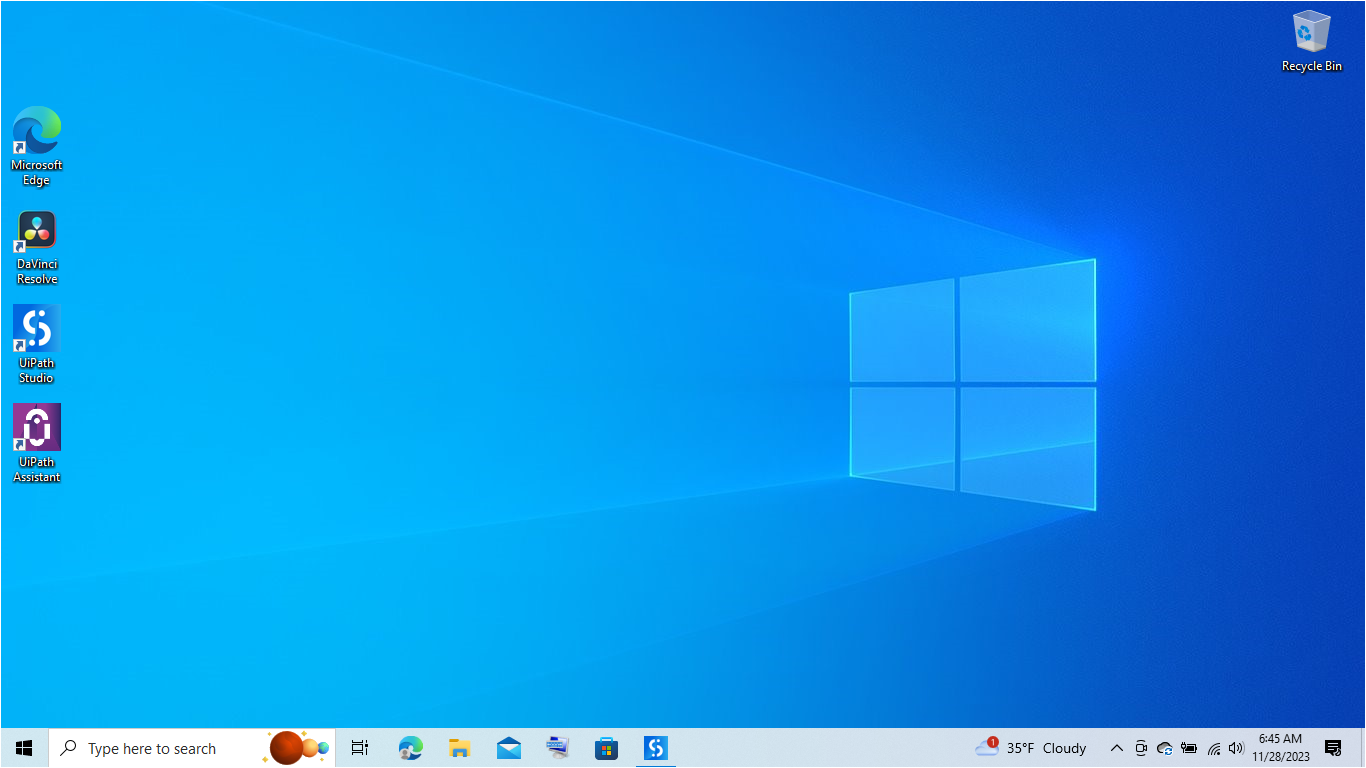 Recycle Bin
Microsoft
Edge
DaVinci
Resolve
UiPath
Studio
UiPath
Assistant
Type here to search
1
35°F Cloudy
6:45 AM
11/28/2023